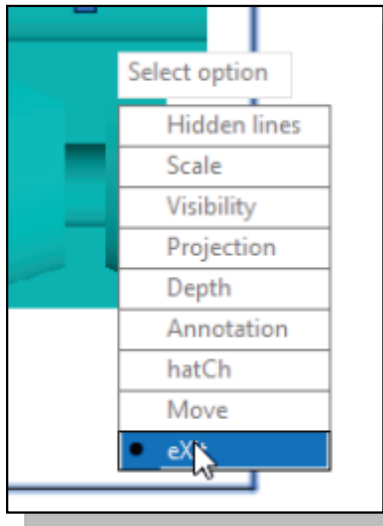 Select option
Hidden lines
Scale
Visibility
Projection
Depth
Annotation
hatCh
Move
eXit